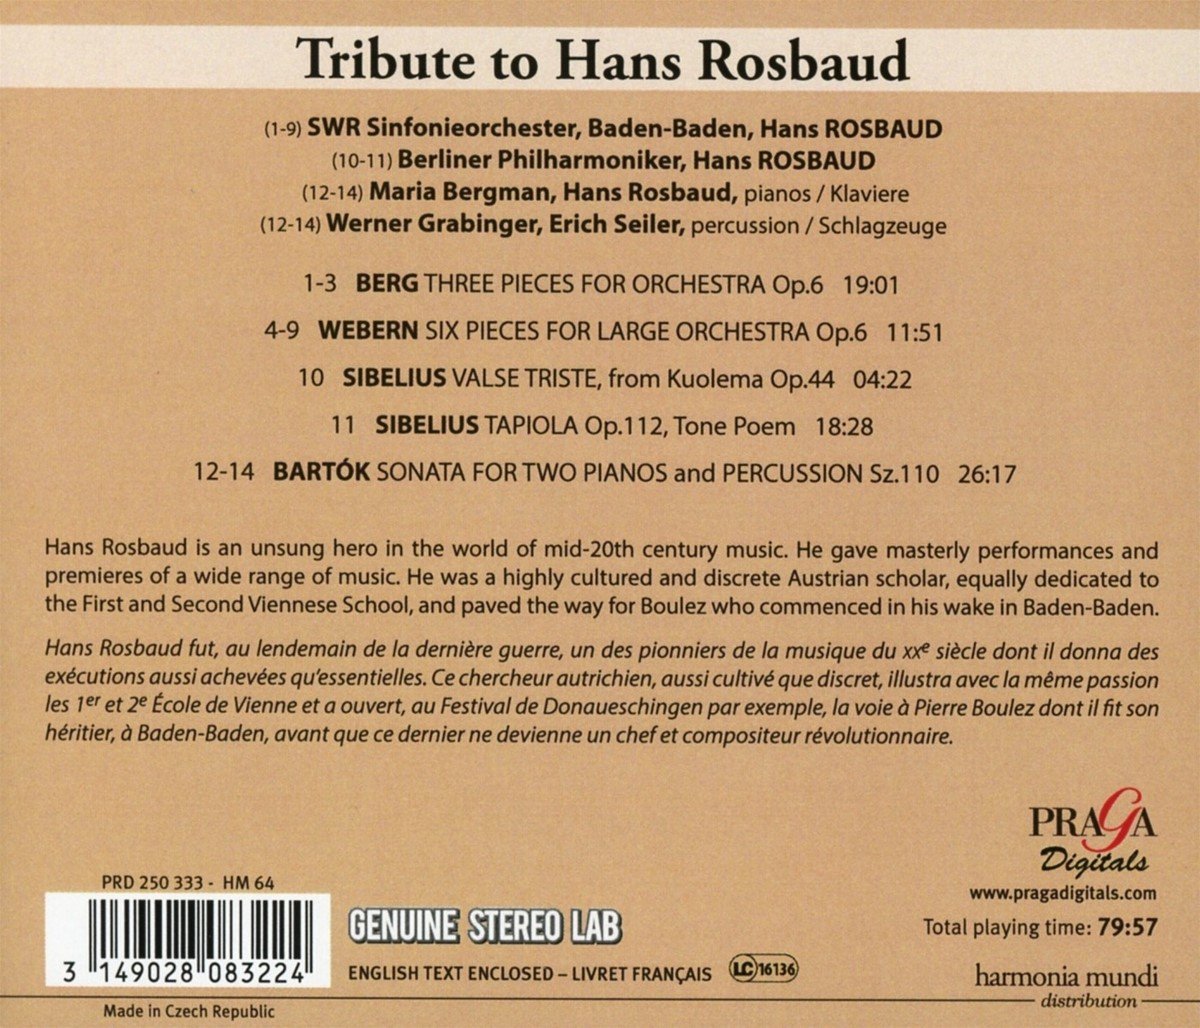 Tribute to Hans Rosbaud
(1-9) SWR Sinfonieorchester, Baden-Baden, Hans ROSBAUD
(10-11) Berliner Philharmoniker, Hans ROSBAUD
(12-14) Maria Bergman, Hans Rosbaud, pianos / Klaviere
(12-14) Werner Grabinger, Erich Seiler, percussion / Schlagzeuge
1-3 BERG THREE PIECES FOR ORCHESTRA Op.6 19:01
4-9 WEBERN SIX PIECES FOR LARGE ORCHESTRA Op.6 11:51
10 SIBELIUS VALSE TRISTE, from Kuolema Op.44 04:22
11 SIBELIUS TAPIOLA Op.112, Tone Poem 18:28
12-14 BARTÓK SONATA FOR TWO PIANOS and PERCUSSION Sz.110 26:17
Hans Rosbaud is an unsung hero in the world of mid-20th century music. He gave masterly performances and
premieres of a wide range of music. He was a highly cultured and discrete Austrian scholar, equally dedicated to
the First and Second Viennese School, and paved the way for Boulez who commenced in his wake in Baden-Baden.
Hans Rosbaud fut, au lendemain de la dernière guerre, un des pionniers de la musique du XXe siècle dont il donna des
exécutions aussi achevées qu'essentielles. Ce chercheur autrichien, aussi cultivé que discret, illustra avec la même passion
les 1er et 2e École de Vienne et a ouvert, au Festival de Donaueschingen par exemple, la voie à Pierre Boulez dont il fit son
héritier, à Baden-Baden, avant que ce dernier ne devienne un chef et compositeur révolutionnaire.
PRAGA
Digitals
www.pragadigitals.com
Total playing time: 79:57
harmonia mundi
distribution
PRD 250 333 - HM 64
3 149028 083224
GENUINE STEREO LAB
ENGLISH TEXT ENCLOSED – LIVRET FRANÇAIS
LC 16136
Made in Czech Republic